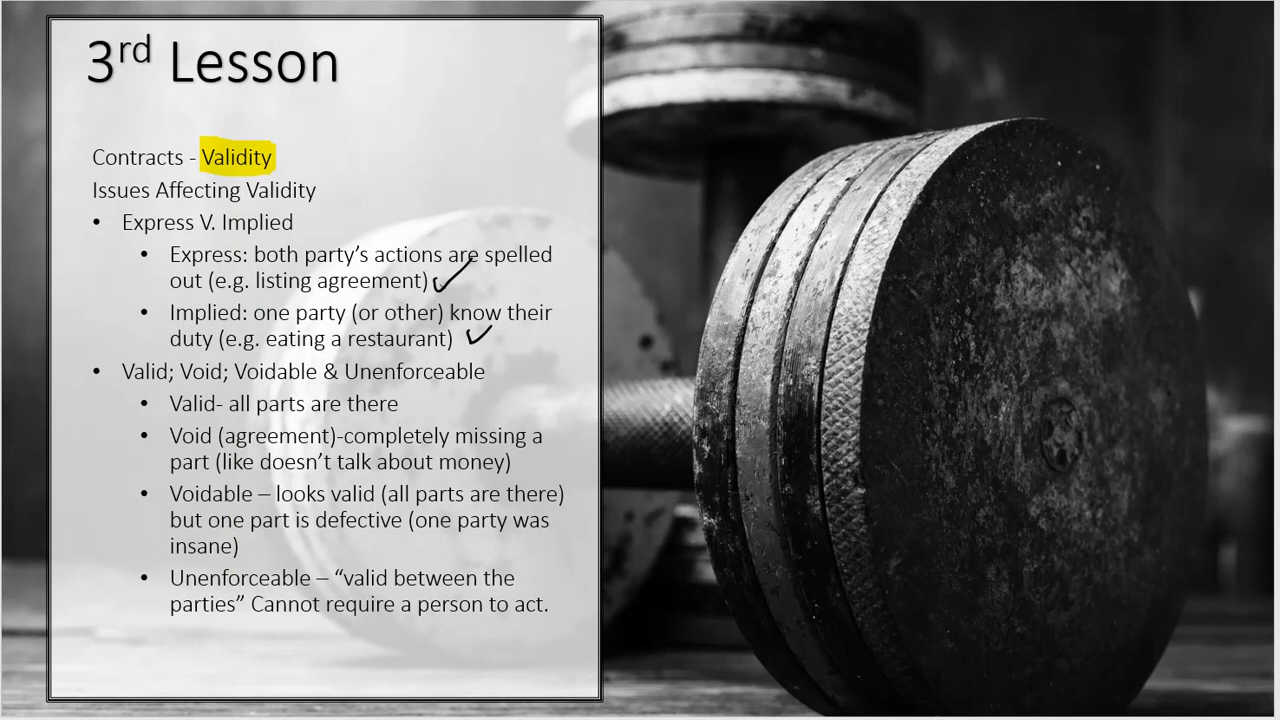 3rd Lesson
Contracts - Validity
Issues Affecting Validity
• Express V. Implied
• Express: both party's actions are spelled
out (e.g. listing agreement)
• Implied: one party (or other) know their
duty (e.g. eating a restaurant)
• Valid; Void; Voidable & Unenforceable
• Valid- all parts are there
• Void (agreement)-completely missing a
part (like doesn't talk about money)
• Voidable – looks valid (all parts are there)
but one part is defective (one party was
insane)
• Unenforceable – “valid between the
parties” Cannot require a person to act.